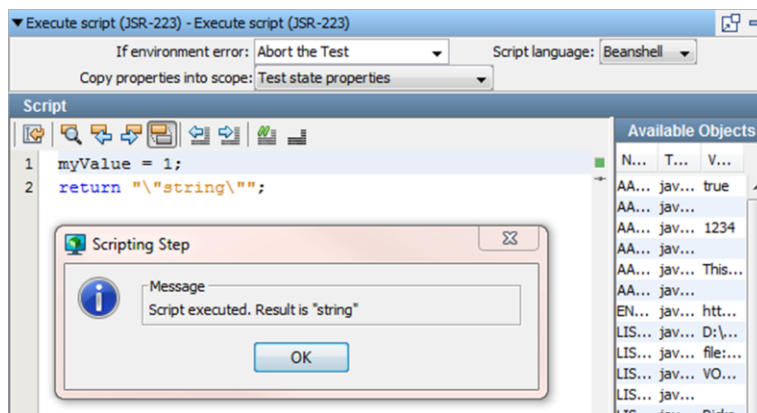 Execute script (JSR-223) - Execute script (JSR-223)
If environment error: Abort the Test Script language: Beanshell
Copy properties into scope: Test state properties
Script
Available Objects
N... T... V...
1 myValue = 1;
2 return "\"string\"";
AA... jav... true
AA... jav...
AA... jav... 1234
AA... jav...
AA... jav... This...
AA... jav...
EN... jav... htt...
LIS... jav... D:\...
LIS... jav... file:...
LIS... jav... VO...
LIS... jav...
Scripting Step
Message
Script executed. Result is "string"
OK